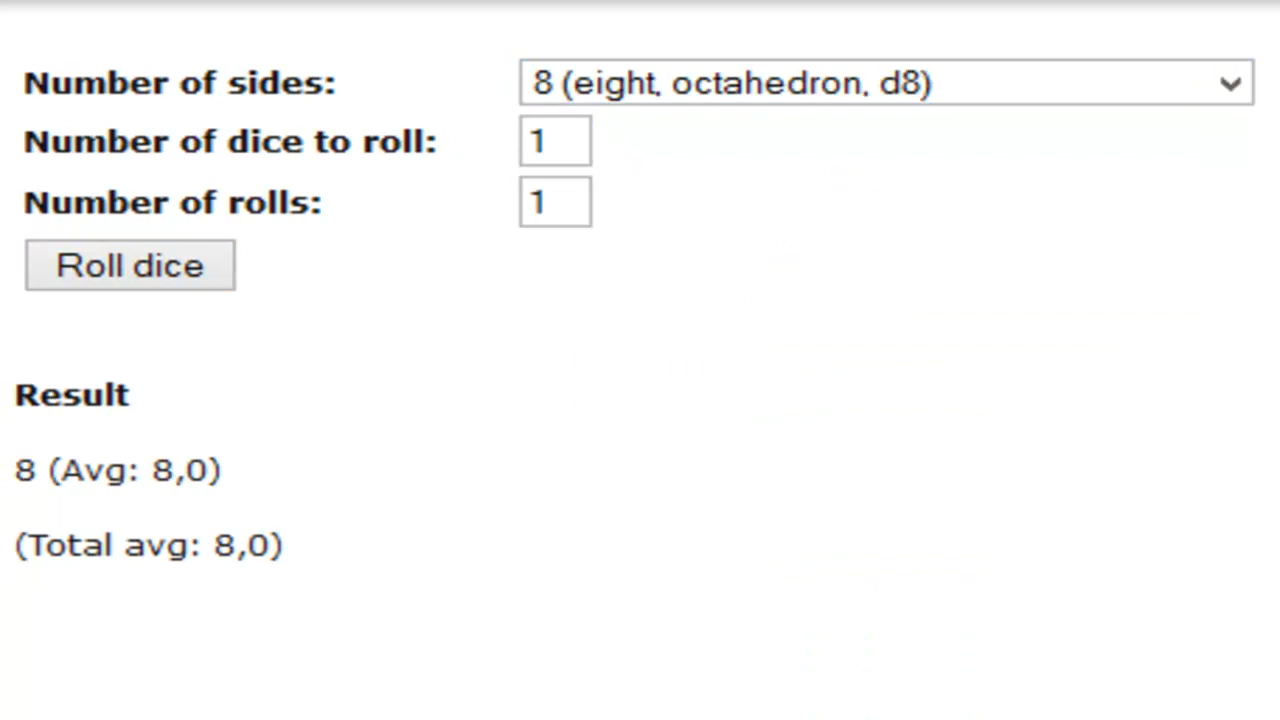 Number of sides: 8 (eight, octahedron, d8)
Number of dice to roll: 1
Number of rolls: 1
Roll dice
Result
8 (Avg: 8,0)
(Total avg: 8,0)